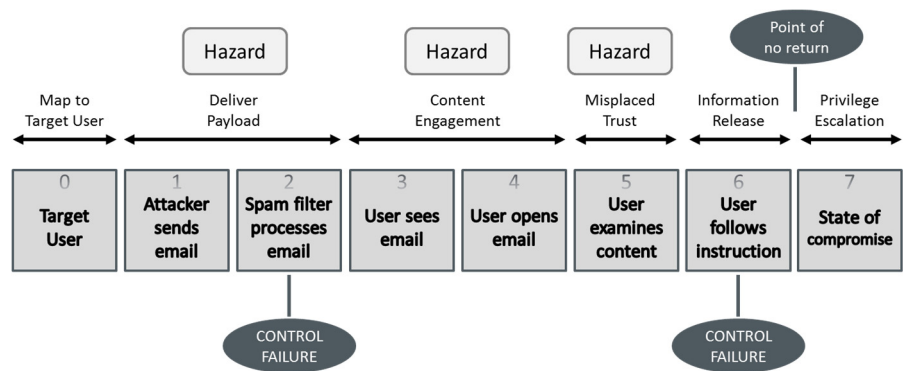 Hazard
Hazard
Hazard
Point of
no return
Map to
Target User
Deliver
Payload
Content
Engagement
Misplaced
Trust
Information
Release
Privilege
Escalation
0
Target
User
1
Attacker
sends
email
2
Spam filter
processes
email
3
User sees
email
4
User opens
email
5
User
examines
content
6
User
follows
instruction
7
State of
compromise
CONTROL
FAILURE
CONTROL
FAILURE